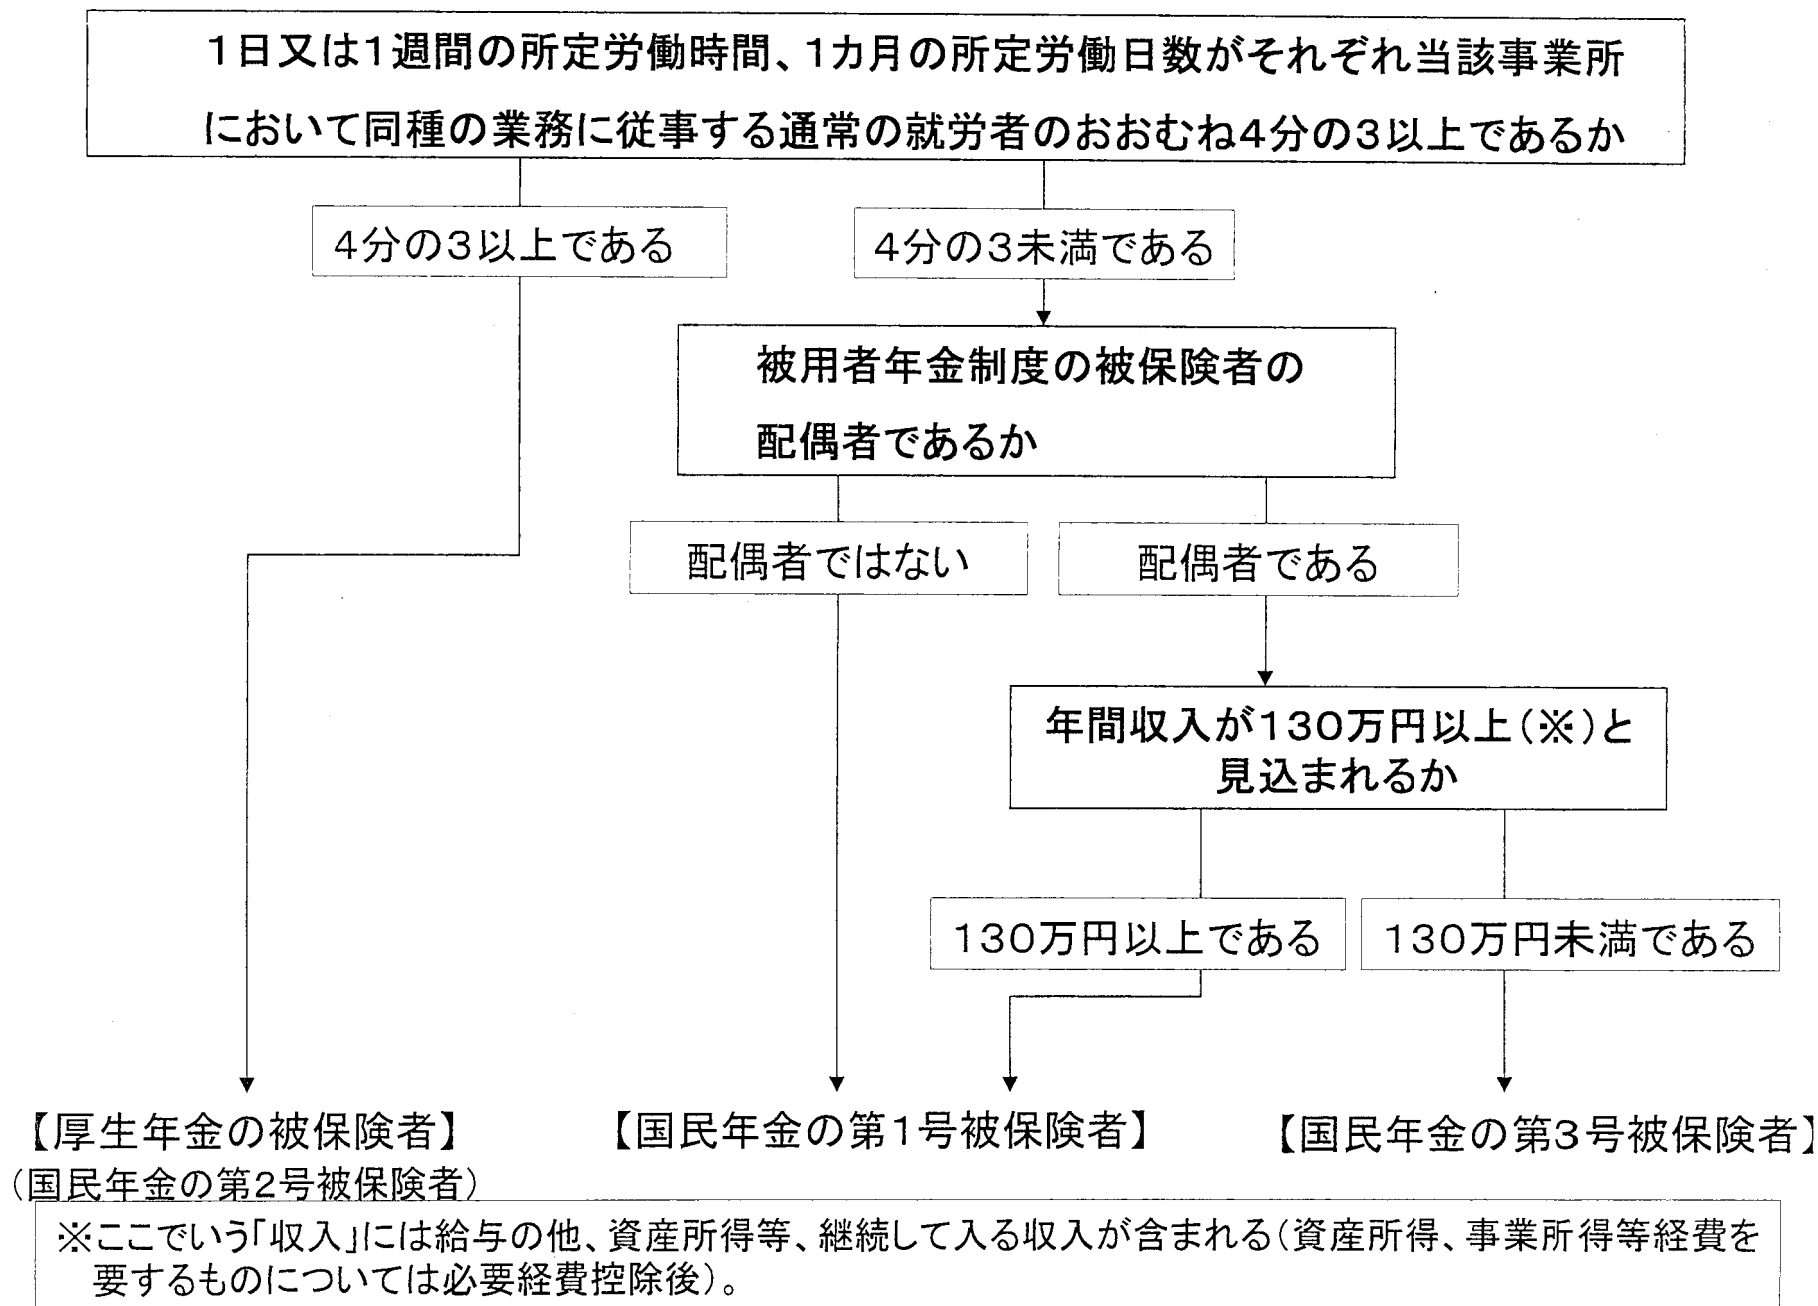 1日又は1週間の所定労働時間、1カ月の所定労働日数がそれぞれ当該事業所
において同種の業務に従事する通常の就労者のおおむね4分の3以上であるか
4分の3以上である
4分の3未満である
被用者年金制度の被保険者の
配偶者であるか
配偶者ではない
配偶者である
年間収入が130万円以上(※)と
見込まれるか
130万円以上である
130万円未満である
【厚生年金の被保険者】
(国民年金の第2号被保険者)
【国民年金の第1号被保険者】
【国民年金の第3号被保険者】
※ここでいう「収入」には給与の他、資産所得等、継続して入る収入が含まれる(資産所得、事業所得等経費を
要するものについては必要経費控除後)。